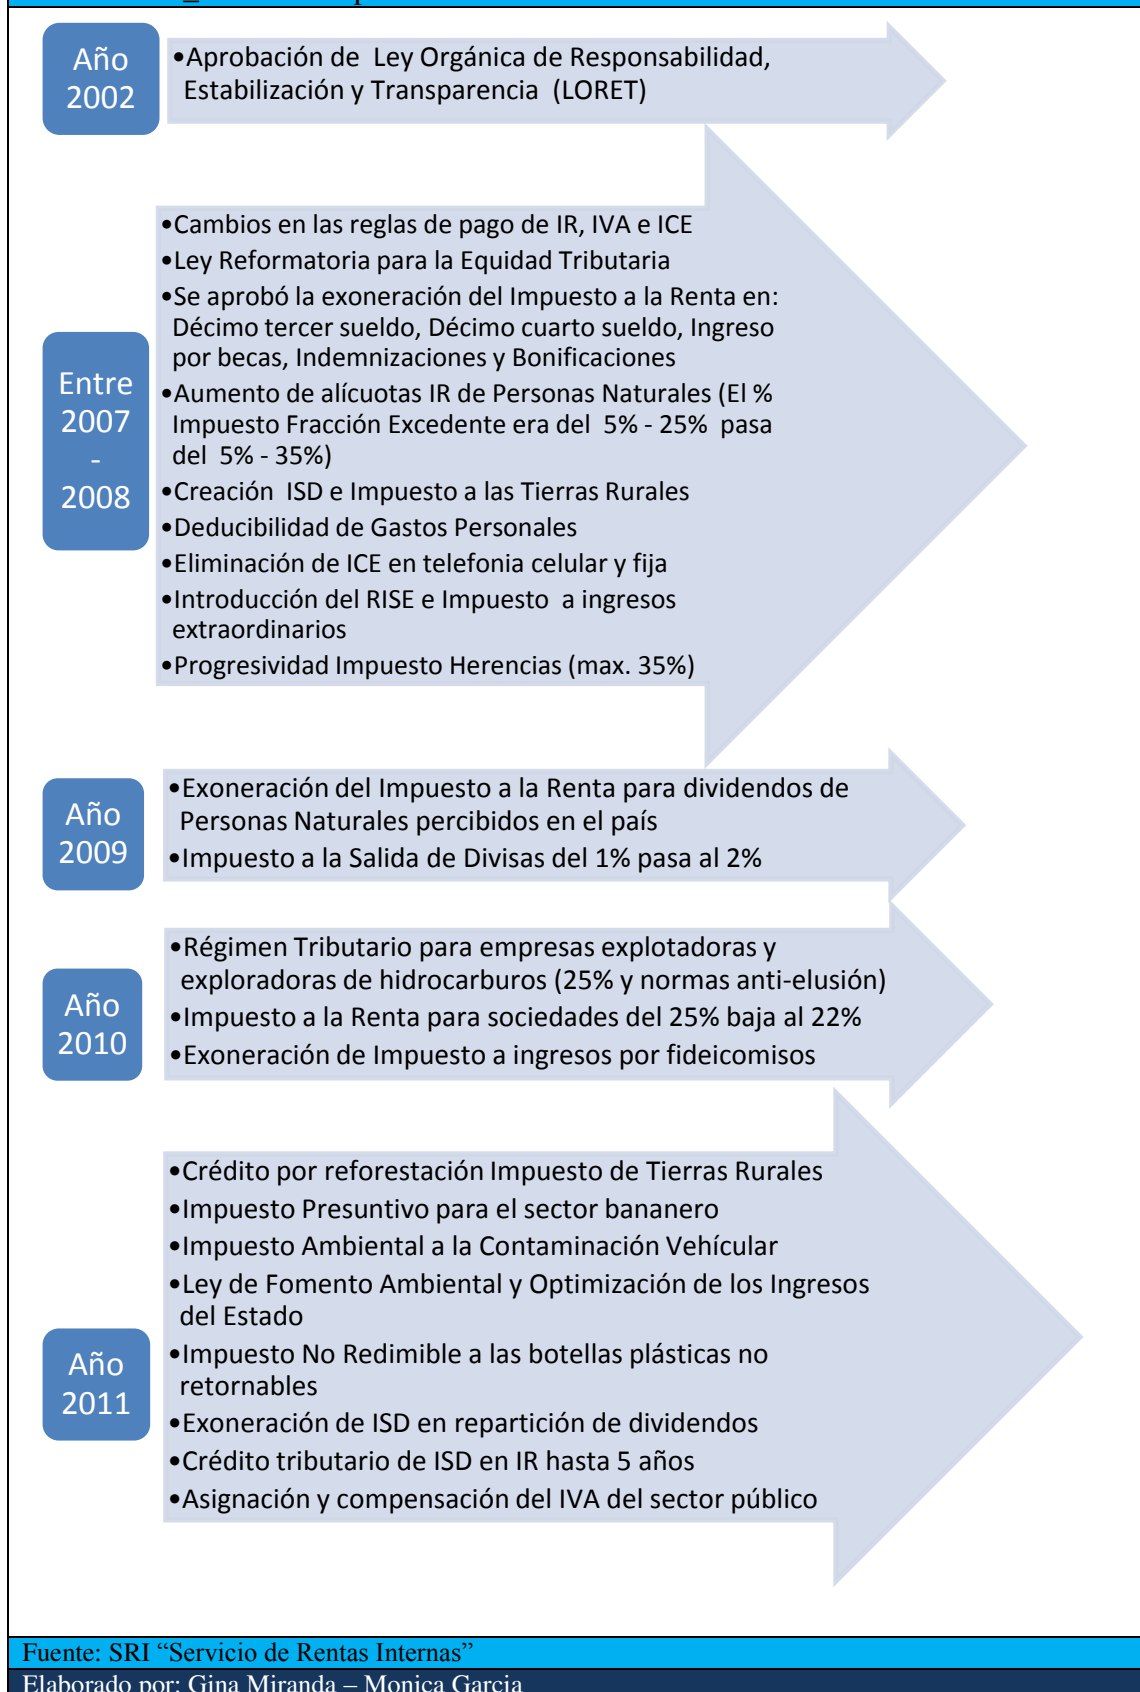 Año
2002
•Aprobación de Ley Orgánica de Responsabilidad,
Estabilización y Transparencia (LORET)
Entre
2007
-
2008
•Cambios en las reglas de pago de IR, IVA e ICE
•Ley Reformatoria para la Equidad Tributaria
•Se aprobó la exoneración del Impuesto a la Renta en:
Décimo tercer sueldo, Décimo cuarto sueldo, Ingreso
por becas, Indemnizaciones y Bonificaciones
•Aumento de alícuotas IR de Personas Naturales (El %
Impuesto Fracción Excedente era del 5% - 25% pasa
del 5% - 35%)
•Creación ISD e Impuesto a las Tierras Rurales
•Deducibilidad de Gastos Personales
•Eliminación de ICE en telefonia celular y fija
•Introducción del RISE e Impuesto a ingresos
extraordinarios
•Progresividad Impuesto Herencias (max. 35%)
Año
2009
•Exoneración del Impuesto a la Renta para dividendos de
Personas Naturales percibidos en el país
•Impuesto a la Salida de Divisas del 1% pasa al 2%
Año
2010
•Régimen Tributario para empresas explotadoras y
exploradoras de hidrocarburos (25% y normas anti-elusión)
•Impuesto a la Renta para sociedades del 25% baja al 22%
•Exoneración de Impuesto a ingresos por fideicomisos
Año
2011
•Crédito por reforestación Impuesto de Tierras Rurales
•Impuesto Presuntivo para el sector bananero
•Impuesto Ambiental a la Contaminación Vehícular
•Ley de Fomento Ambiental y Optimización de los Ingresos
del Estado
•Impuesto No Redimible a las botellas plásticas no
retornables
•Exoneración de ISD en repartición de dividendos
•Crédito tributario de ISD en IR hasta 5 años
•Asignación y compensación del IVA del sector público
Fuente: SRI “Servicio de Rentas Internas”
Elaborado por: Gina Miranda – Monica Garcia